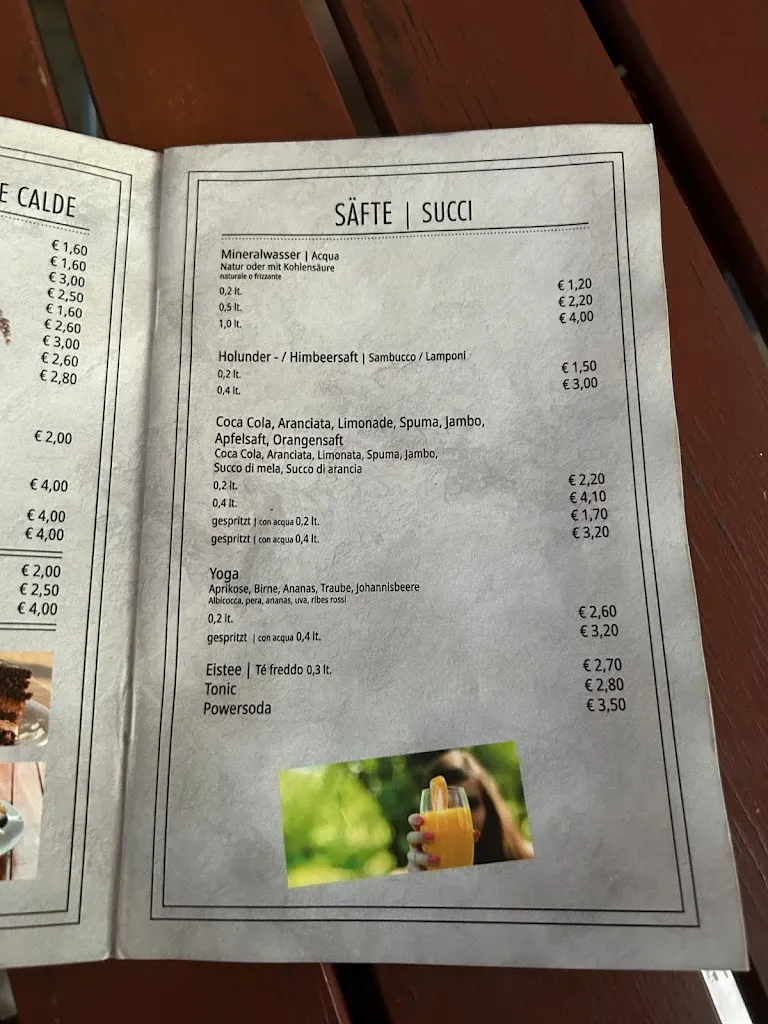 E CALDE
€ 1,60
€ 1,60
€ 3,00
€ 2,50
€ 1,60
€ 2,60
€ 3,00
€ 2,60
€ 2,80
€ 2,00
€ 4,00
€ 4,00
€ 4,00
€ 2,00
€ 2,50
€ 4,00
SÄFTE | SUCCI
Mineralwasser | Acqua
Natur oder mit Kohlensäure
naturale o frizzante
0,2 lt. € 1,20
0,5 lt. € 2,20
1,0 lt. € 4,00
Holunder - / Himbeersaft | Sambucco / Lamponi
0,2 lt. € 1,50
0,4 lt. € 3,00
Coca Cola, Aranciata, Limonade, Spuma, Jambo,
Apfelsaft, Orangensaft
Coca Cola, Aranciata, Limonata, Spuma, Jambo,
Succo di mela, Succo di arancia
0,2 lt. € 2,20
0,4 lt. € 4,10
gespritzt | con acqua 0,2 lt. € 1,70
gespritzt | con acqua 0,4 lt. € 3,20
Yoga
Aprikose, Birne, Ananas, Traube, Johannisbeere
Albicocca, pera, ananas, uva, ribes rossi
0,2 lt. € 2,60
gespritzt | con acqua 0,4 lt. € 3,20
Eistee | Té freddo 0,3 lt. € 2,70
Tonic € 2,80
Powersoda € 3,50